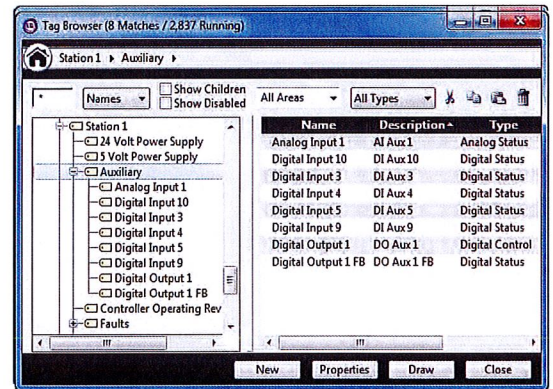 Tag Browser (8 Matches / 2,837 Running)
Station 1 Auxiliary
* Names Show Children
Show Disabled
All Areas All Types
Station 1
24 Volt Power Supply
5 Volt Power Supply
Auxiliary
Analog Input 1
Digital Input 10
Digital Input 3
Digital Input 4
Digital Input 5
Digital Input 9
Digital Output 1
Digital Output 1 FB
Controller Operating Rev
Faults
Name Description Type
Analog Input 1 AI Aux 1 Analog Status
Digital Input 10 DI Aux 10 Digital Status
Digital Input 3 DI Aux 3 Digital Status
Digital Input 4 DI Aux 4 Digital Status
Digital Input 5 DI Aux 5 Digital Status
Digital Input 9 DI Aux 9 Digital Status
Digital Output 1 DO Aux 1 Digital Control
Digital Output 1 FB DO Aux 1 FB Digital Status
New Properties Draw Close